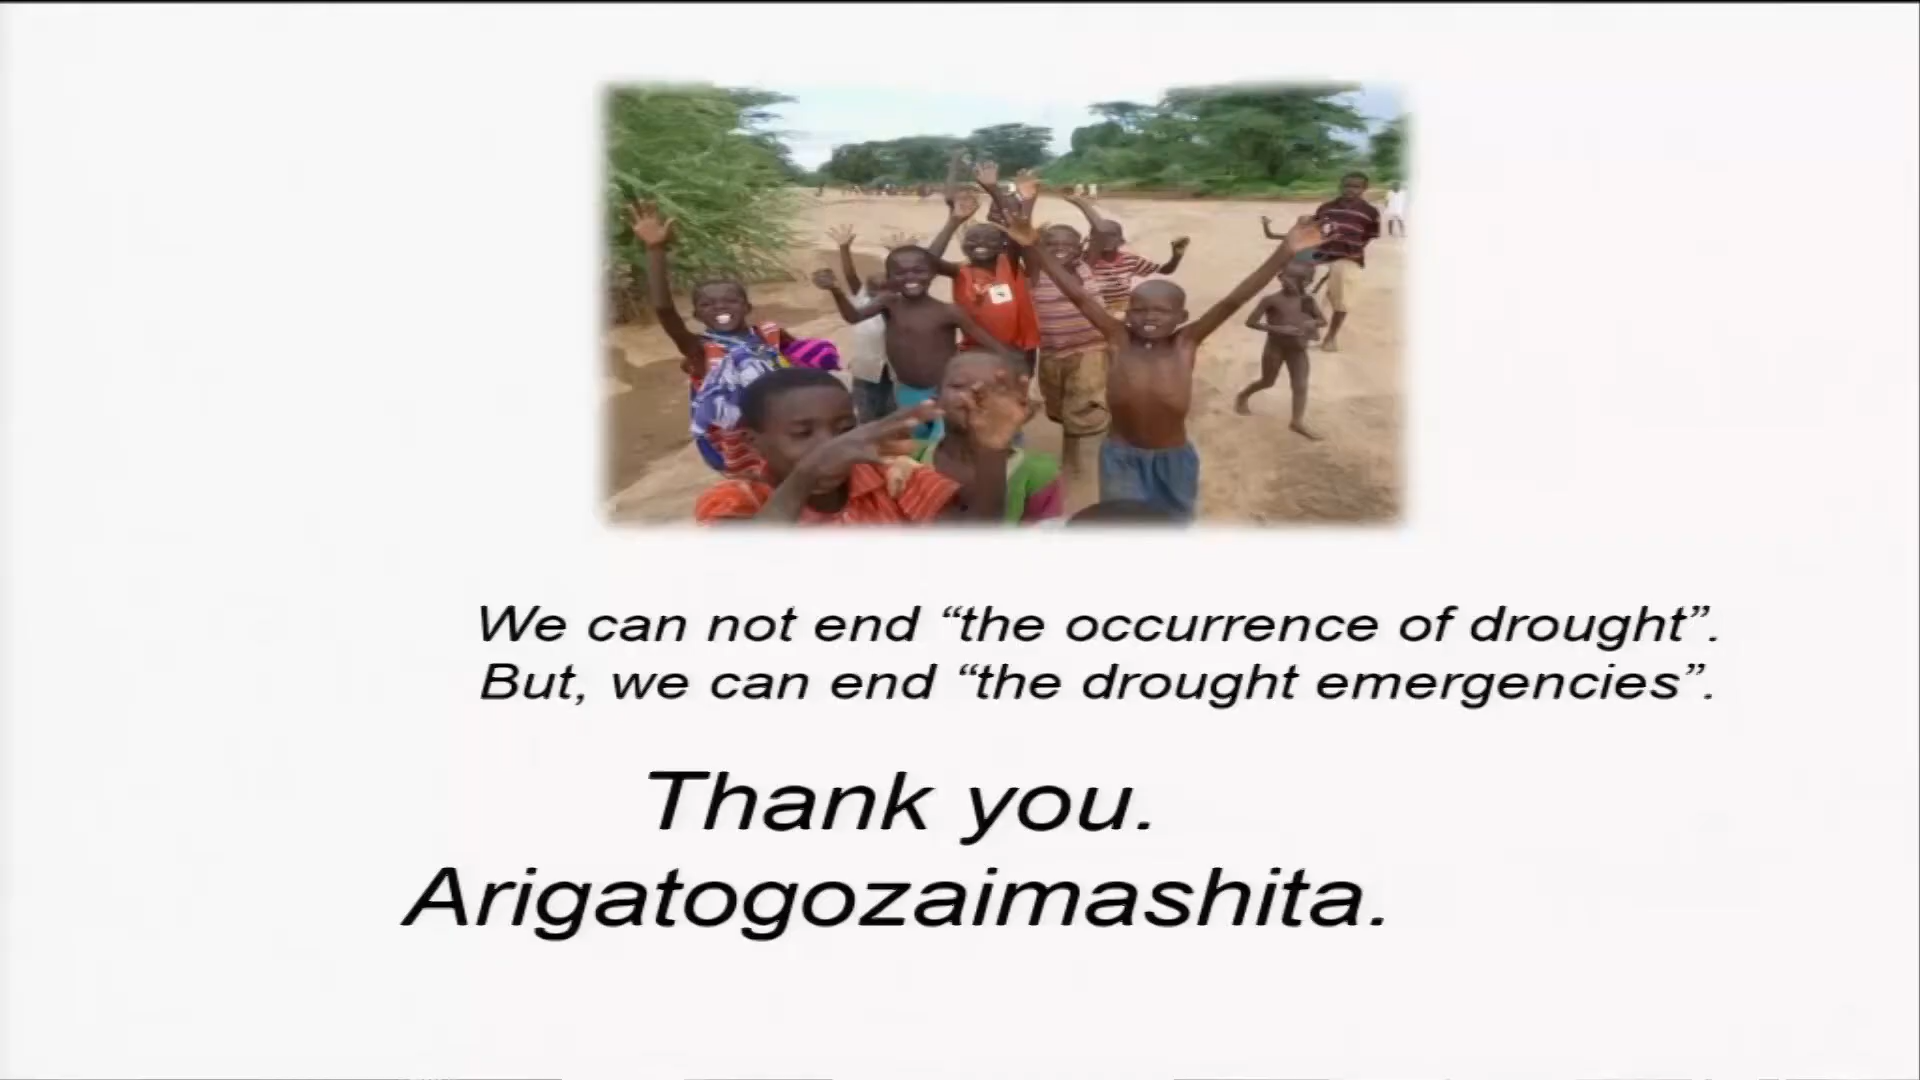 We can not end “the occurrence of drought”.
But, we can end “the drought emergencies”.
Thank you.
Arigatogozaimashita.